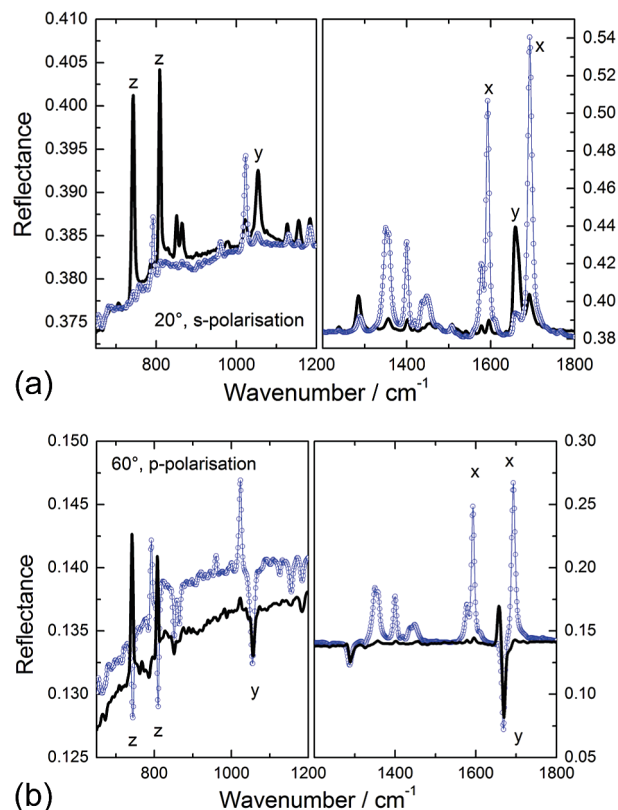 0.410
0.405
0.400
0.395
0.390
0.385
0.380
0.375
Reflectance
z
z
y
20°, s-polarisation
800 1000 1200
x
x
y
0.54
0.52
0.50
0.48
0.46
0.44
0.42
0.40
0.38
1400 1600 1800
Wavenumber / cm-1
(a)
0.150
0.145
0.140
0.135
0.130
0.125
Reflectance
60°, p-polarisation
z
z
y
800 1000 1200
x
x
y
0.30
0.25
0.20
0.15
0.10
0.05
1400 1600 1800
Wavenumber / cm-1
(b)